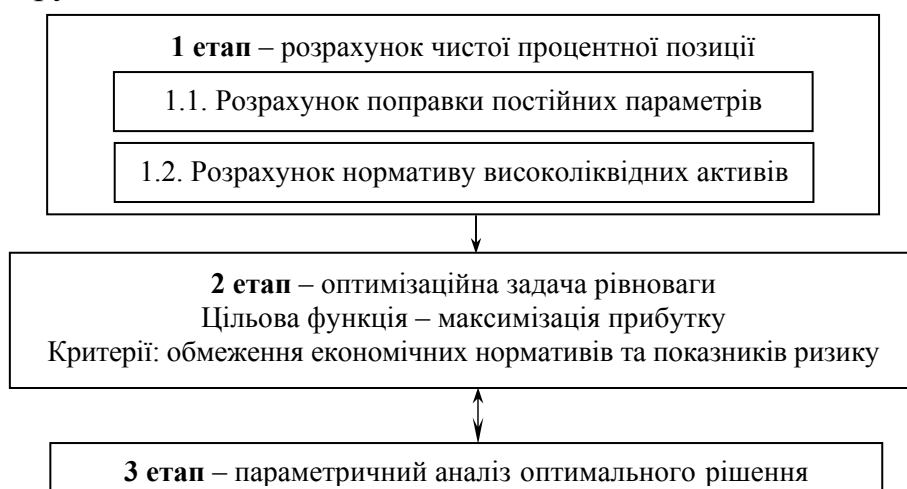 1 етап – розрахунок чистої процентної позиції
1.1. Розрахунок поправки постійних параметрів
1.2. Розрахунок нормативу високоліквідних активів
2 етап – оптимізаційна задача рівноваги
Цільова функція – максимізація прибутку
Критерії: обмеження економічних нормативів та показників ризику
3 етап – параметричний аналіз оптимального рішення